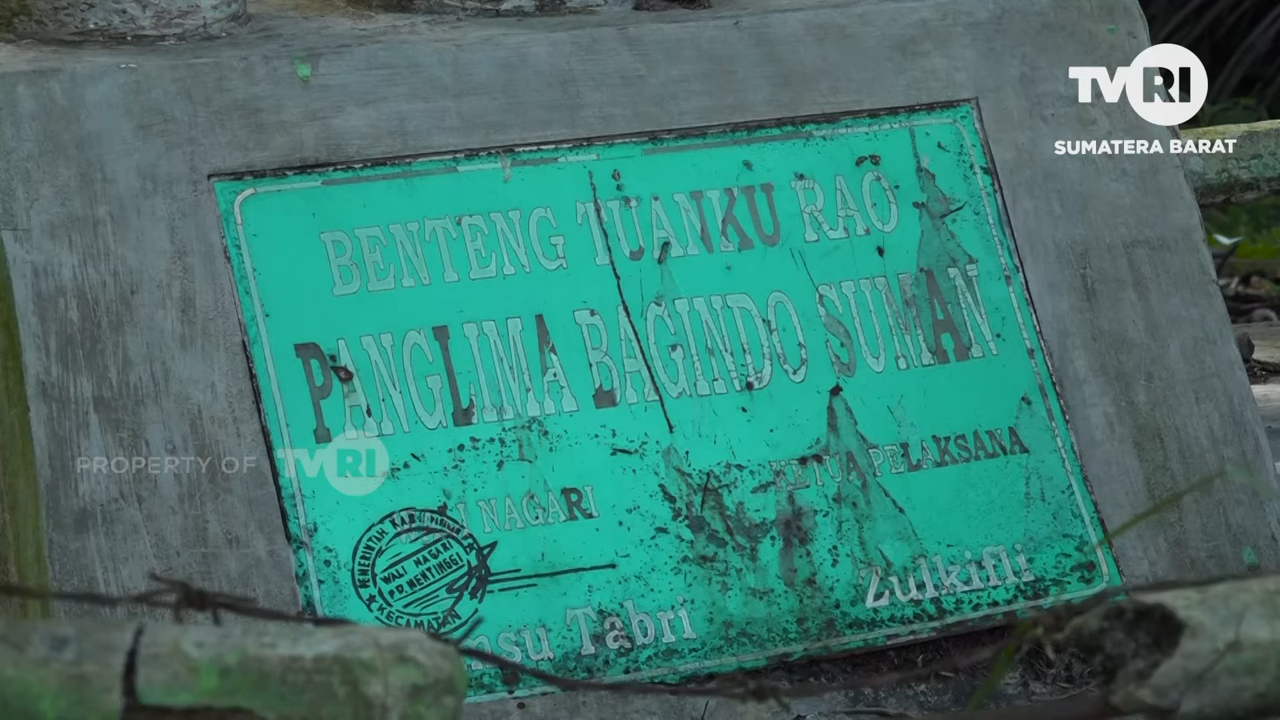 TVRI
SUMATERA BARAT
BENTENG TUANKU RAO
PANGLIMA BAGINDO SUMAN
KETUA PELAKSANA
NAGARI
PROPERTY OF TVRI
PEMERINTAH
WALI NAGARI
KECAMATAN
Zulkifli
Tabri